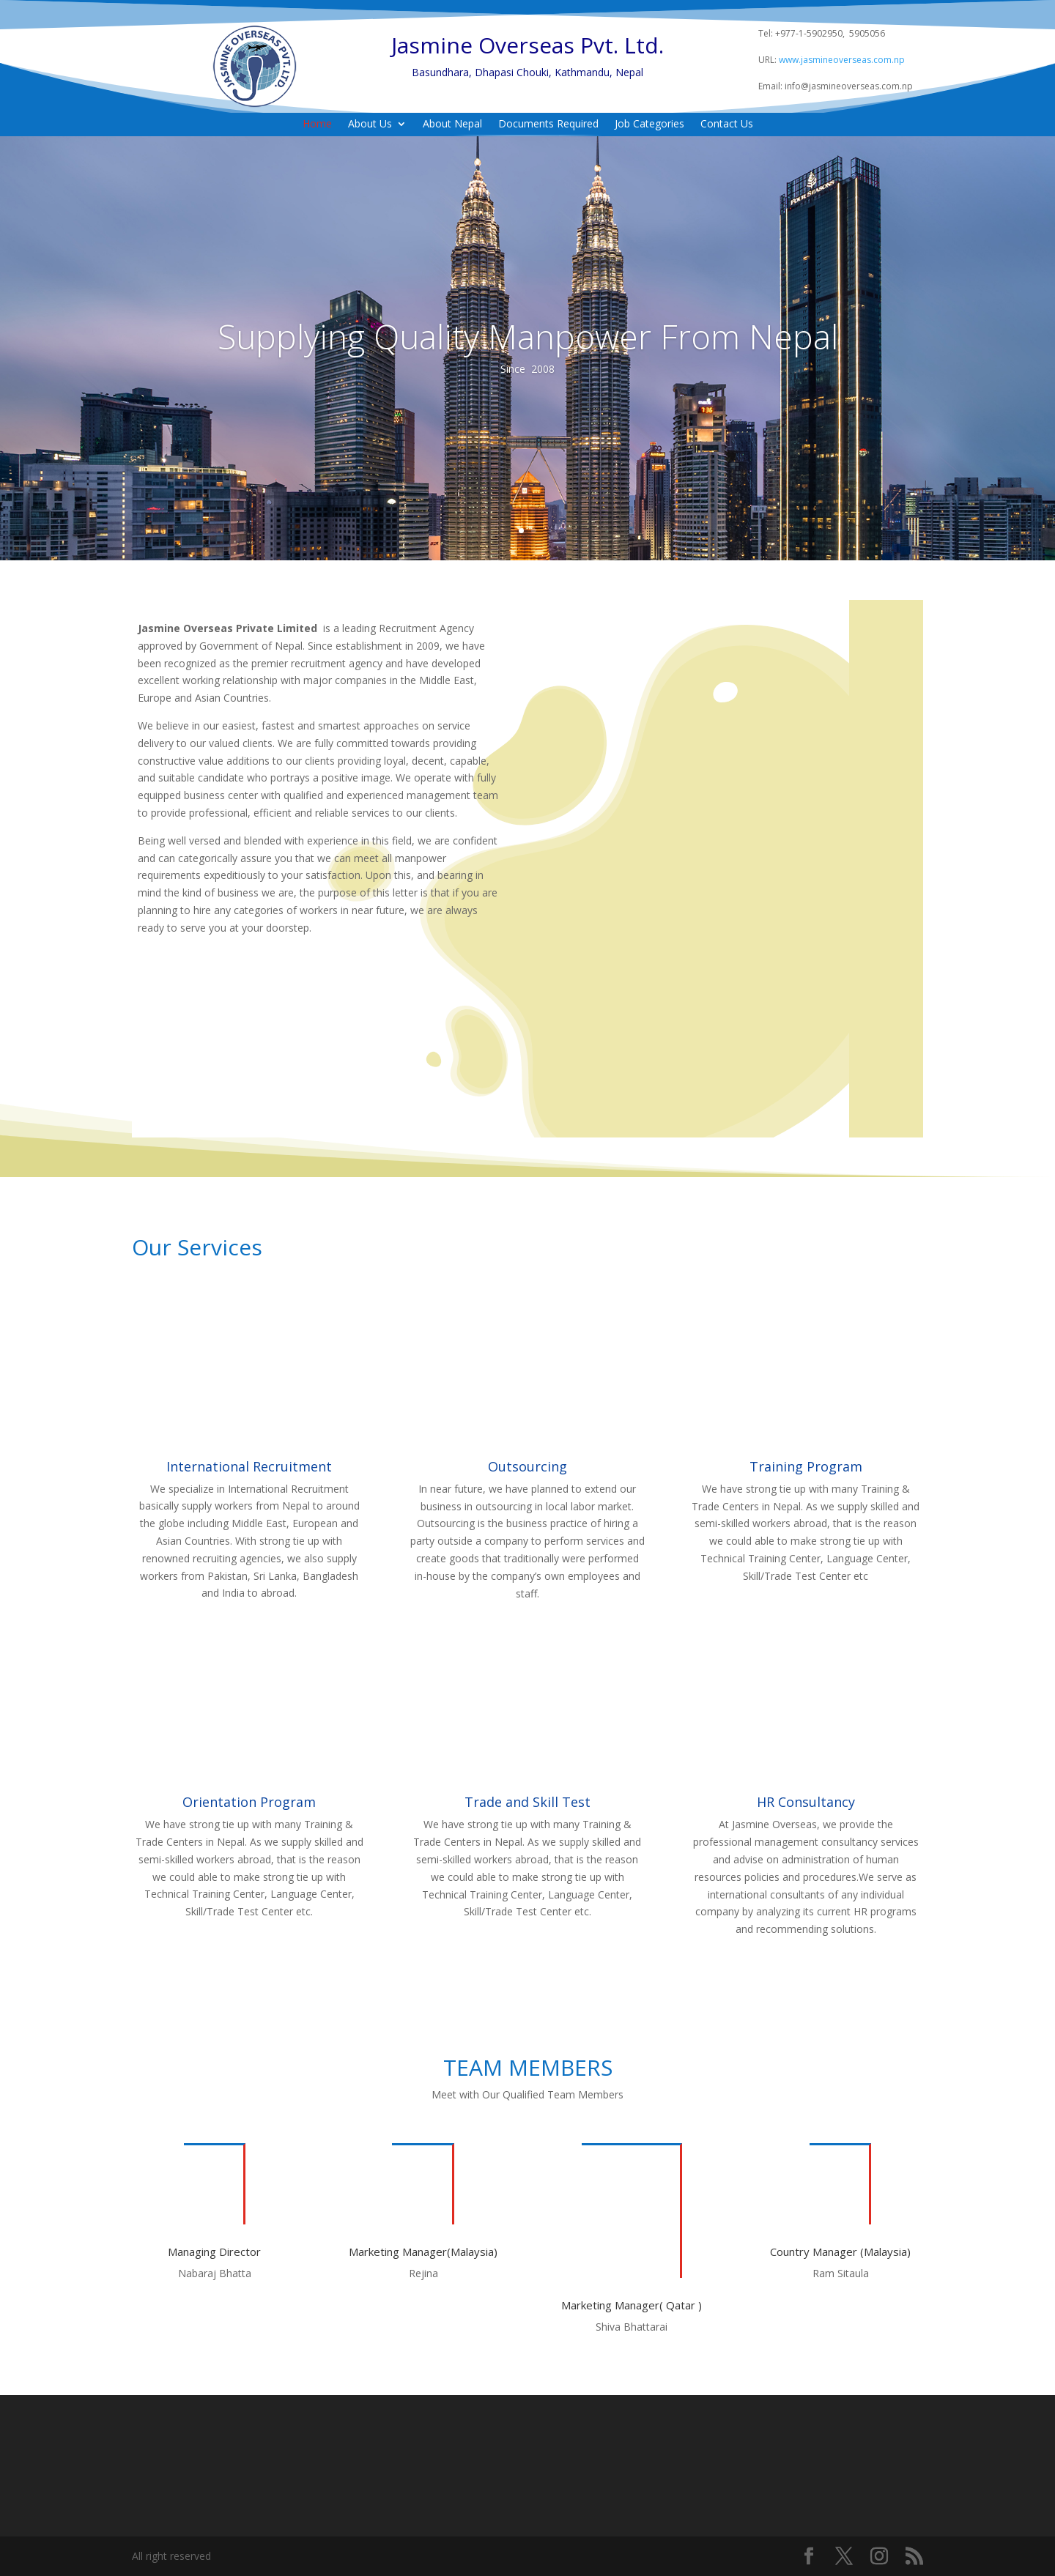 JASMINE OVERSEAS PVT. LTD.
Jasmine Overseas Pvt. Ltd.
Basundhara, Dhapasi Chouki, Kathmandu, Nepal
Tel: +977-1-5902950, 5905056
URL: www.jasmineoverseas.com.np
Email: info@jasmineoverseas.com.np
Home About Us About Nepal Documents Required Job Categories Contact Us
FOUR SEASONS
Supplying Quality Manpower From Nepal
Since 2008
Jasmine Overseas Private Limited is a leading Recruitment Agency
approved by Government of Nepal. Since establishment in 2009, we have
been recognized as the premier recruitment agency and have developed
excellent working relationship with major companies in the Middle East,
Europe and Asian Countries.
We believe in our easiest, fastest and smartest approaches on service
delivery to our valued clients. We are fully committed towards providing
constructive value additions to our clients providing loyal, decent, capable,
and suitable candidate who portrays a positive image. We operate with fully
equipped business center with qualified and experienced management team
to provide professional, efficient and reliable services to our clients.
Being well versed and blended with experience in this field, we are confident
and can categorically assure you that we can meet all manpower
requirements expeditiously to your satisfaction. Upon this, and bearing in
mind the kind of business we are, the purpose of this letter is that if you are
planning to hire any categories of workers in near future, we are always
ready to serve you at your doorstep.
Our Services
International Recruitment
We specialize in International Recruitment
basically supply workers from Nepal to around
the globe including Middle East, European and
Asian Countries. With strong tie up with
renowned recruiting agencies, we also supply
workers from Pakistan, Sri Lanka, Bangladesh
and India to abroad.
Outsourcing
In near future, we have planned to extend our
business in outsourcing in local labor market.
Outsourcing is the business practice of hiring a
party outside a company to perform services and
create goods that traditionally were performed
in-house by the company’s own employees and
staff.
Training Program
We have strong tie up with many Training &
Trade Centers in Nepal. As we supply skilled and
semi-skilled workers abroad, that is the reason
we could able to make strong tie up with
Technical Training Center, Language Center,
Skill/Trade Test Center etc
Orientation Program
We have strong tie up with many Training &
Trade Centers in Nepal. As we supply skilled and
semi-skilled workers abroad, that is the reason
we could able to make strong tie up with
Technical Training Center, Language Center,
Skill/Trade Test Center etc.
Trade and Skill Test
We have strong tie up with many Training &
Trade Centers in Nepal. As we supply skilled and
semi-skilled workers abroad, that is the reason
we could able to make strong tie up with
Technical Training Center, Language Center,
Skill/Trade Test Center etc.
HR Consultancy
At Jasmine Overseas, we provide the
professional management consultancy services
and advise on administration of human
resources policies and procedures.We serve as
international consultants of any individual
company by analyzing its current HR programs
and recommending solutions.
TEAM MEMBERS
Meet with Our Qualified Team Members
Managing Director
Nabaraj Bhatta
Marketing Manager(Malaysia)
Rejina
Marketing Manager( Qatar )
Shiva Bhattarai
Country Manager (Malaysia)
Ram Sitaula
All right reserved